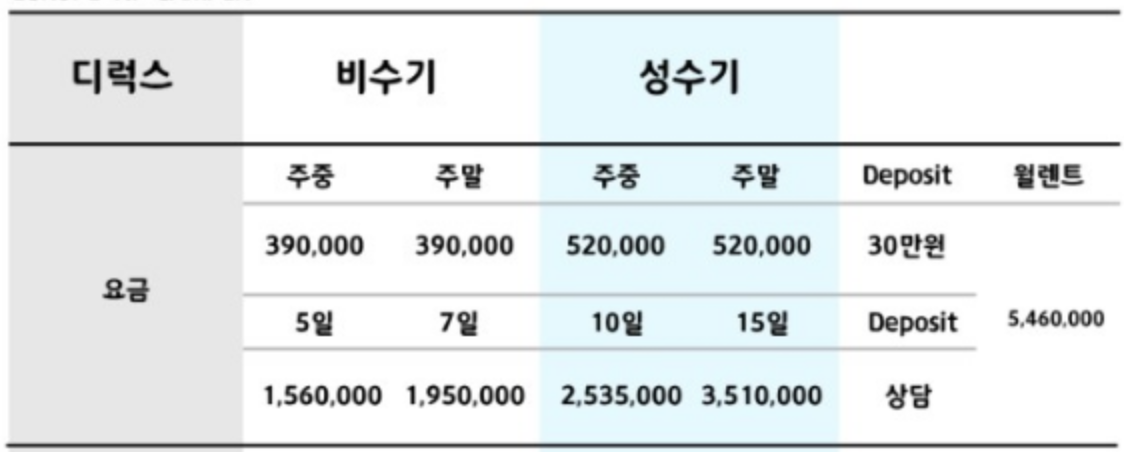 디럭스 비수기 성수기
주중 주말 주중 주말 Deposit 월렌트
390,000 390,000 520,000 520,000 30만원
요금
5일 7일 10일 15일 Deposit 5,460,000
1,560,000 1,950,000 2,535,000 3,510,000 상담